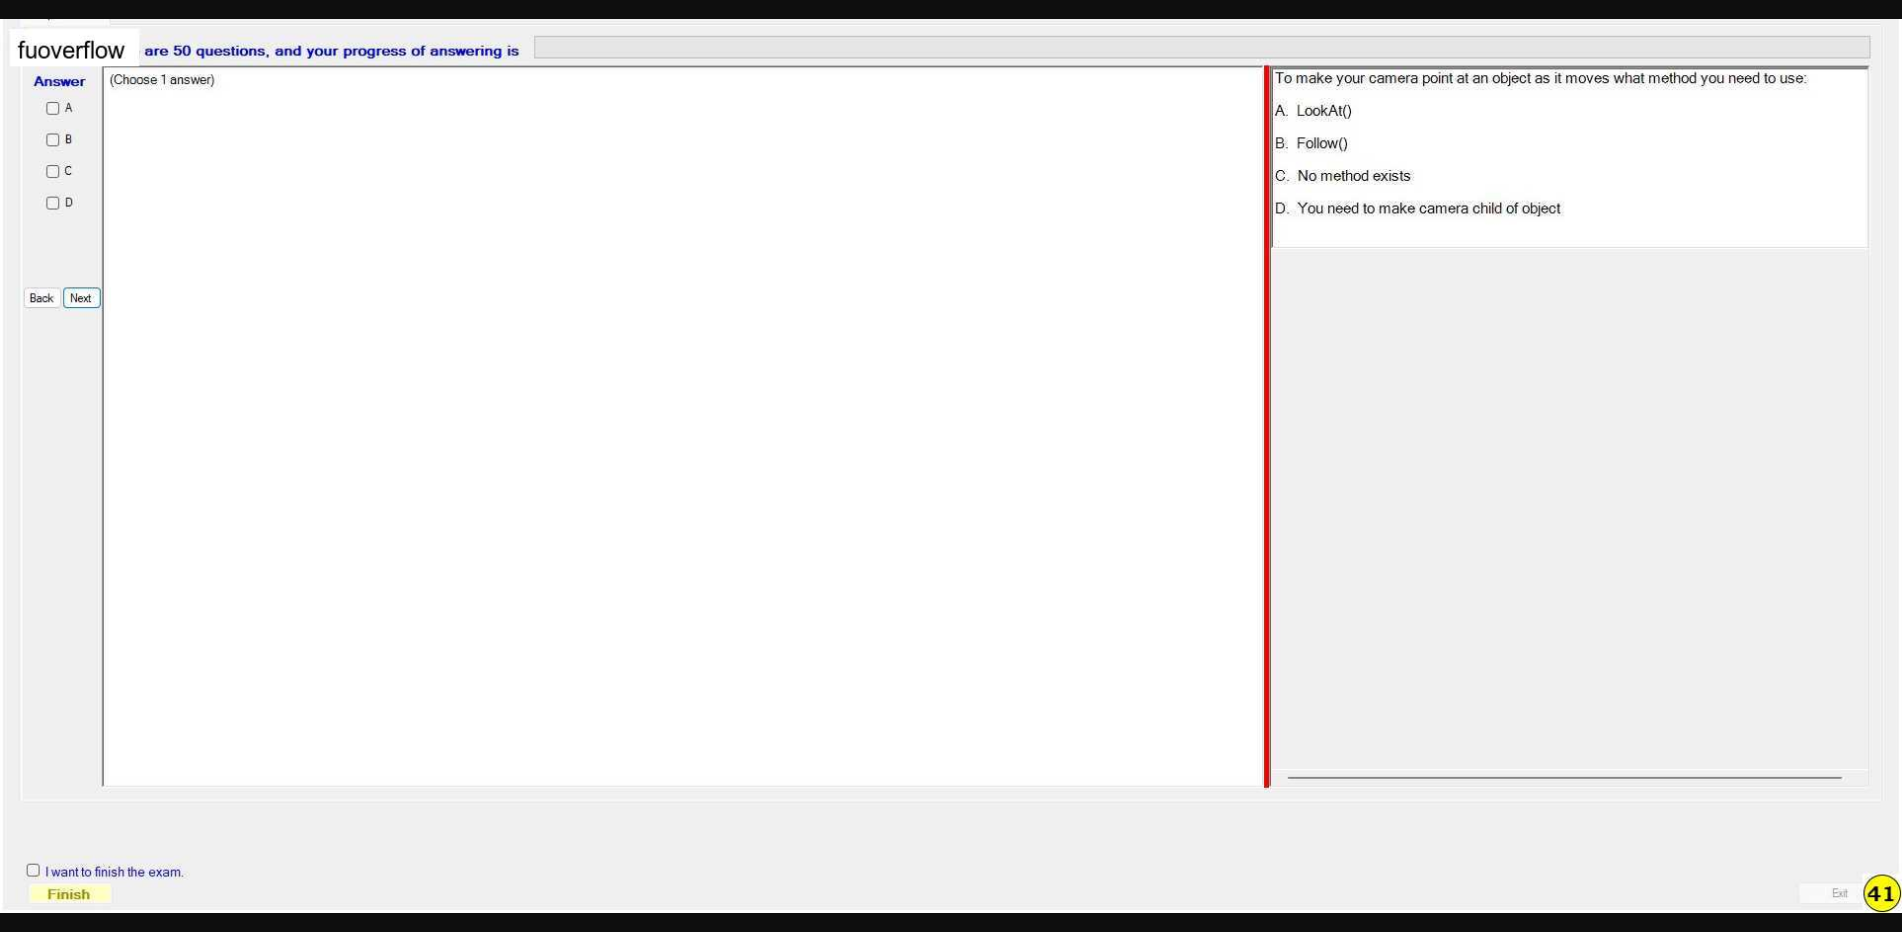 fuoverflow are 50 questions, and your progress of answering is
Answer
(Choose 1 answer)
A
B
C
D
Back Next
To make your camera point at an object as it moves what method you need to use:
A. LookAt()
B. Follow()
C. No method exists
D. You need to make camera child of object
I want to finish the exam.
Finish
Exit
41